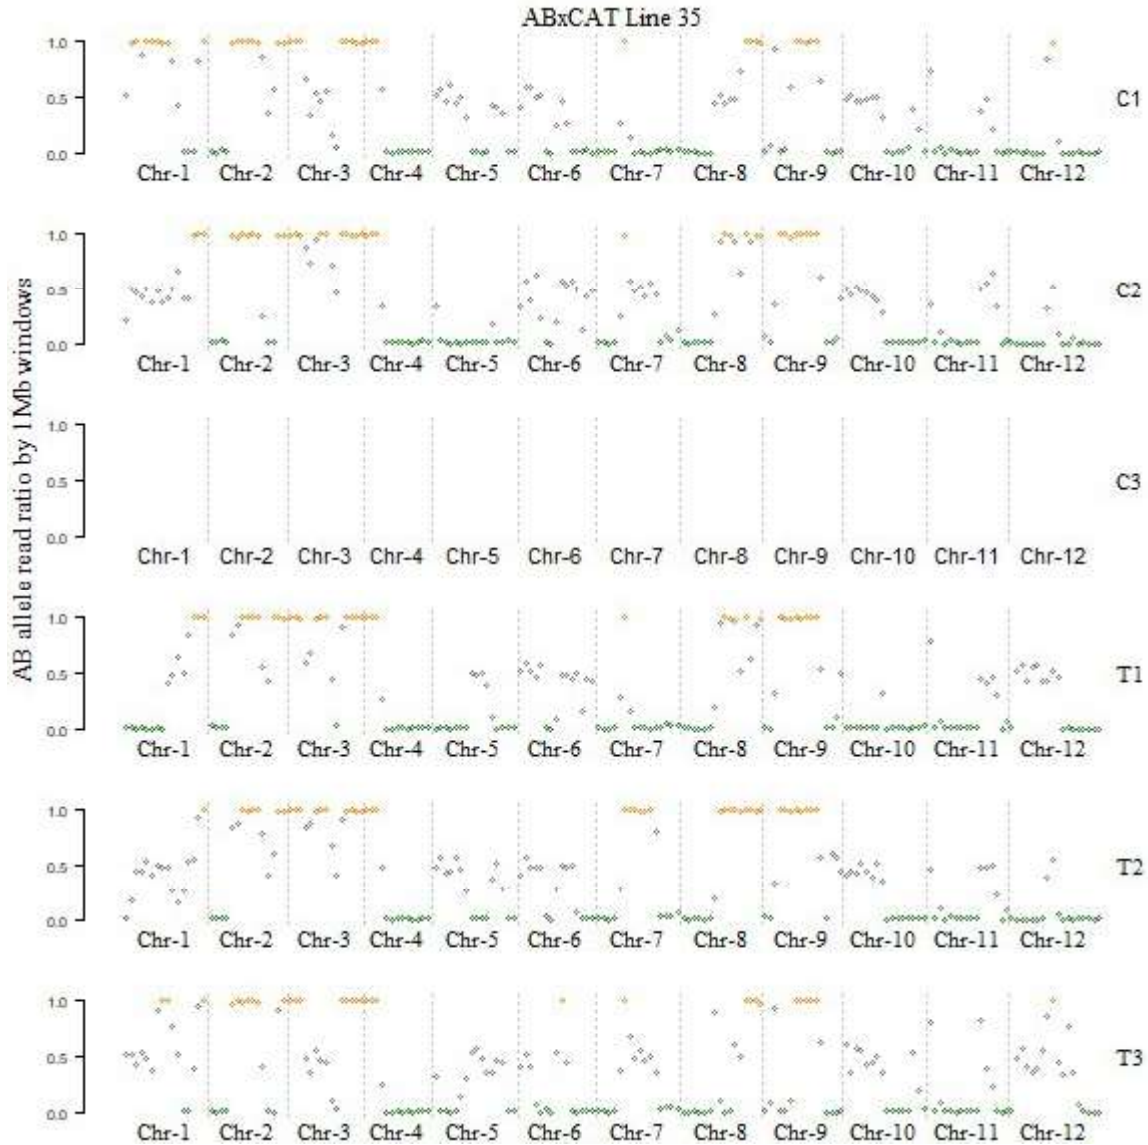 ABxCAT Line 35
AB allele read ratio by 1 Mb windows
1.0
0.5
0.0
Chr-1 Chr-2 Chr-3 Chr-4 Chr-5 Chr-6 Chr-7 Chr-8 Chr-9 Chr-10 Chr-11 Chr-12
C1
1.0
0.5
0.0
Chr-1 Chr-2 Chr-3 Chr-4 Chr-5 Chr-6 Chr-7 Chr-8 Chr-9 Chr-10 Chr-11 Chr-12
C2
1.0
0.5
0.0
Chr-1 Chr-2 Chr-3 Chr-4 Chr-5 Chr-6 Chr-7 Chr-8 Chr-9 Chr-10 Chr-11 Chr-12
C3
1.0
0.5
0.0
Chr-1 Chr-2 Chr-3 Chr-4 Chr-5 Chr-6 Chr-7 Chr-8 Chr-9 Chr-10 Chr-11 Chr-12
T1
1.0
0.5
0.0
Chr-1 Chr-2 Chr-3 Chr-4 Chr-5 Chr-6 Chr-7 Chr-8 Chr-9 Chr-10 Chr-11 Chr-12
T2
1.0
0.5
0.0
Chr-1 Chr-2 Chr-3 Chr-4 Chr-5 Chr-6 Chr-7 Chr-8 Chr-9 Chr-10 Chr-11 Chr-12
T3